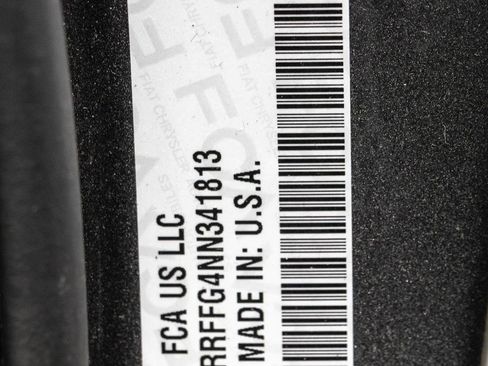 FCA US LLC
RRFFG4NN341813
MADE IN: U.S.A.